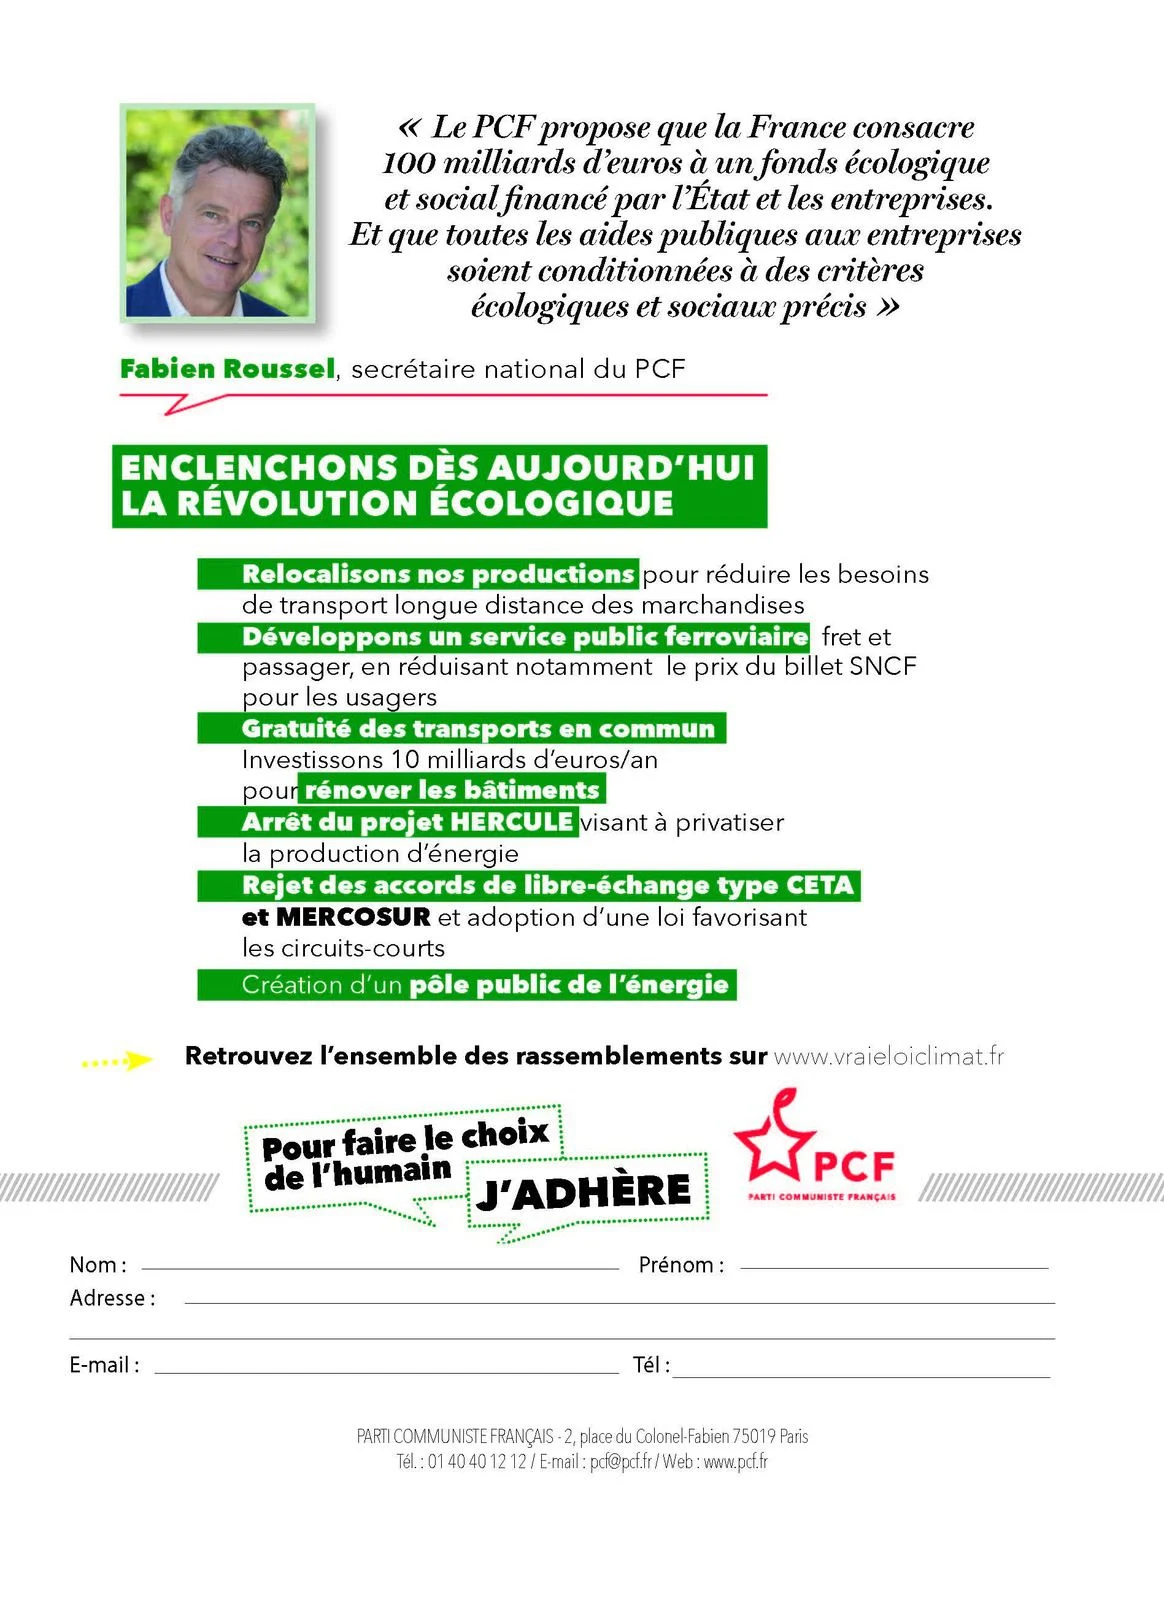 « Le PCF propose que la France consacre
100 milliards d'euros à un fonds écologique
et social financé par l'État et les entreprises.
Et que toutes les aides publiques aux entreprises
soient conditionnées à des critères
écologiques et sociaux précis »
Fabien Roussel, secrétaire national du PCF
ENCLENCHONS DÈS AUJOURD'HUI
LA RÉVOLUTION ÉCOLOGIQUE
Relocalisons nos productions pour réduire les besoins
de transport longue distance des marchandises
Développons un service public ferroviaire fret et
passager, en réduisant notamment le prix du billet SNCF
pour les usagers
Gratuité des transports en commun
Investissons 10 milliards d'euros/an
pour rénover les bâtiments
Arrêt du projet HERCULE visant à privatiser
la production d'énergie
Rejet des accords de libre-échange type CETA
et MERCOSUR et adoption d'une loi favorisant
les circuits-courts
Création d'un pôle public de l'énergie
Retrouvez l'ensemble des rassemblements sur www.vraieloiclimat.fr
Pour faire le choix
de l'humain
J'ADHÈRE
PCF
PARTI COMMUNISTE FRANÇAIS
Nom : Prénom :
Adresse :
E-mail : Tél :
PARTI COMMUNISTE FRANÇAIS - 2, place du Colonel-Fabien 75019 Paris
Tél. : 01 40 40 12 12 / E-mail : pcf@pcf.fr / Web : www.pcf.fr